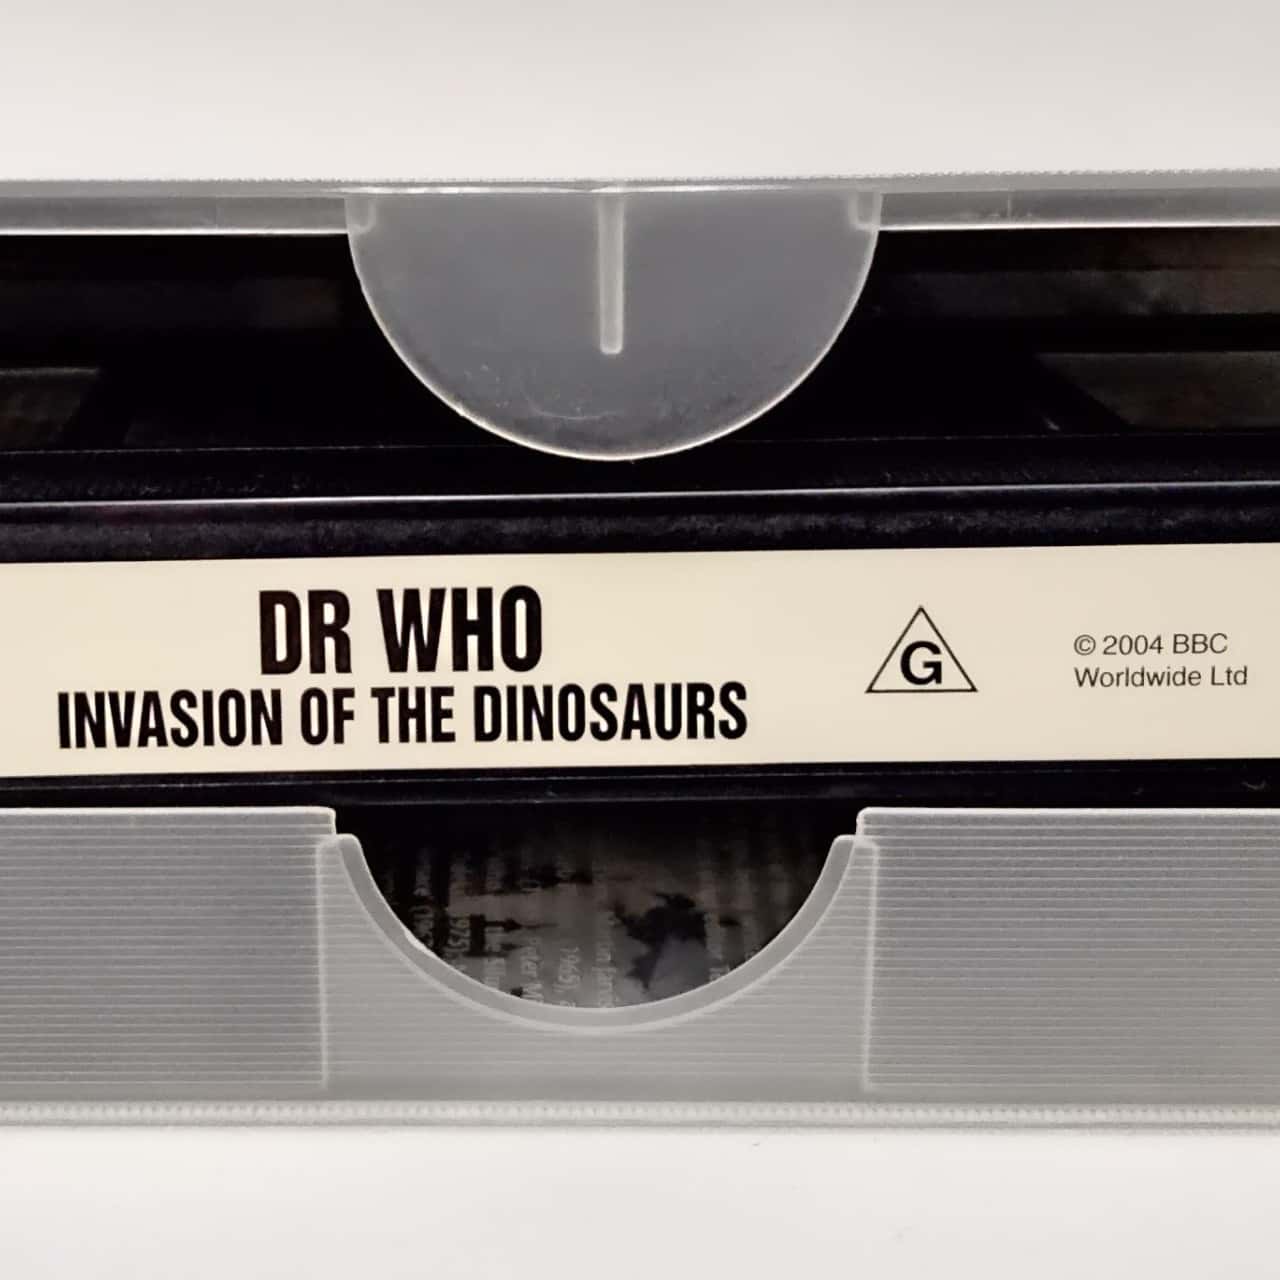 DR WHO
INVASION OF THE DINOSAURS
G
© 2004 BBC
Worldwide Ltd